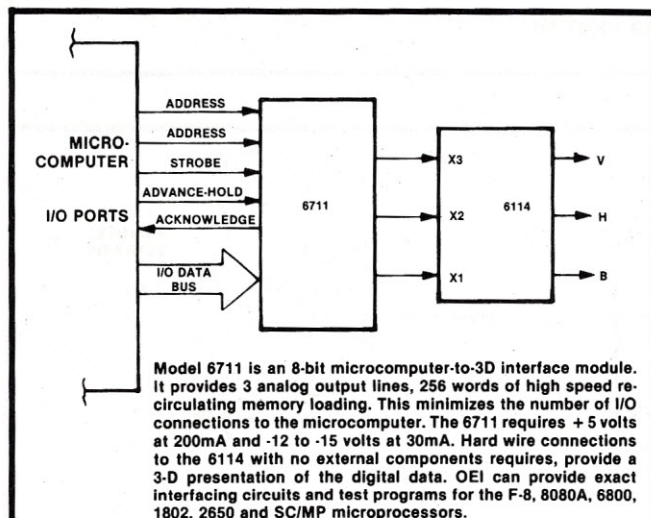 ADDRESS
MICRO-
COMPUTER
ADDRESS
STROBE
ADVANCE-HOLD
I/O PORTS
ACKNOWLEDGE
I/O DATA
BUS
6711
X3
X2
X1
6114
V
H
B
Model 6711 is an 8-bit microcomputer-to-3D interface module.
It provides 3 analog output lines, 256 words of high speed re-
circulating memory loading. This minimizes the number of I/O
connections to the microcomputer. The 6711 requires + 5 volts
at 200mA and -12 to -15 volts at 30mA. Hard wire connections
to the 6114 with no external components requires, provide a
3-D presentation of the digital data. OEI can provide exact
interfacing circuits and test programs for the F-8, 8080A, 6800,
1802, 2650 and SC/MP microprocessors.